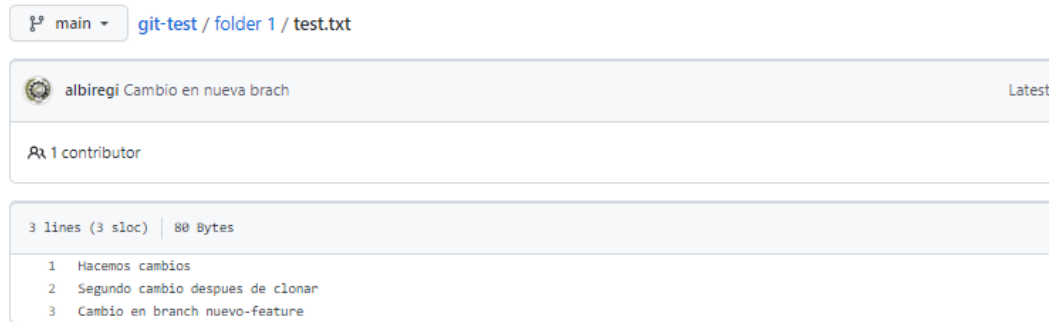 main
git-test / folder 1 / test.txt
albiregi Cambio en nueva brach
Latest
1 contributor
3 lines (3 sloc) 80 Bytes
1 Hacemos cambios
2 Segundo cambio despues de clonar
3 Cambio en branch nuevo-feature